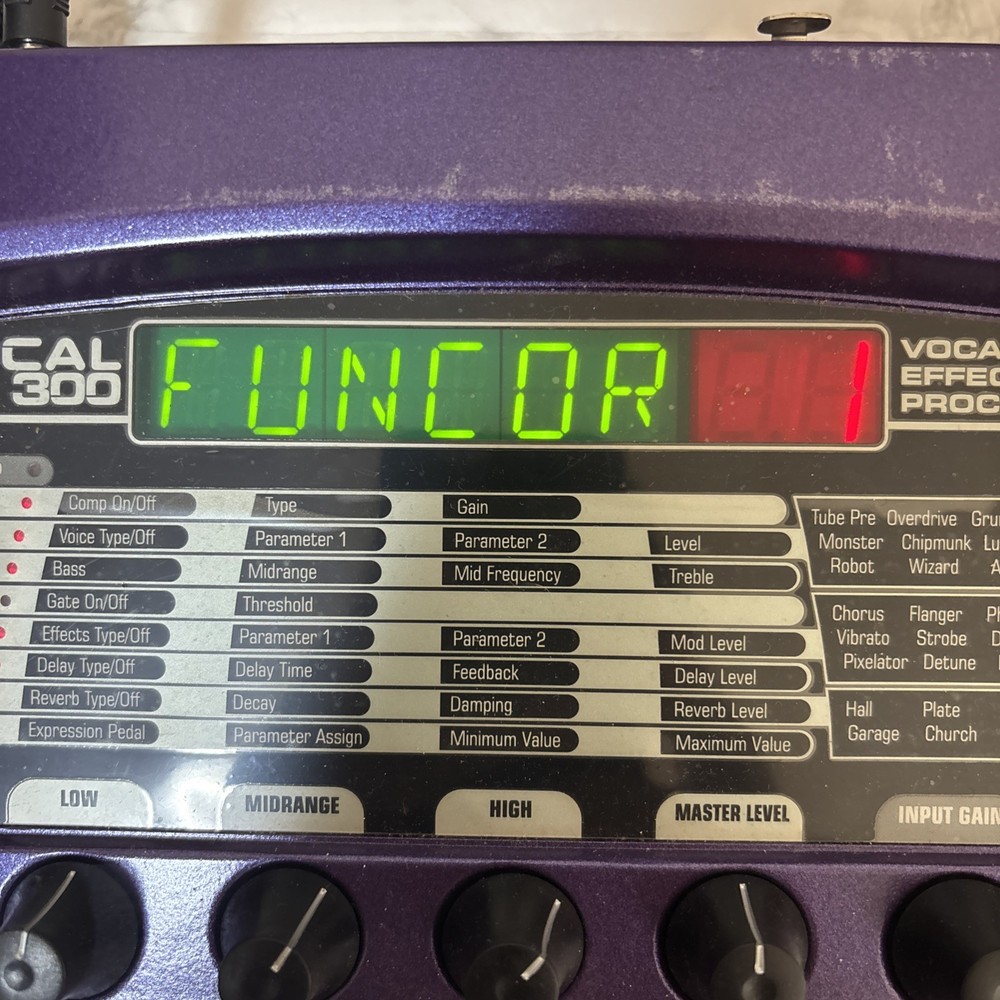 CAL
300
FUNCOR 1
VOCA
EFFEC
PROC
Comp On/Off Type Gain
Voice Type/Off Parameter 1 Parameter 2 Level
Bass Midrange Mid Frequency Treble
Gate On/Off Threshold
Effects Type/Off Parameter 1 Parameter 2 Mod Level
Delay Type/Off Delay Time Feedback Delay Level
Reverb Type/Off Decay Damping Reverb Level
Expression Pedal Parameter Assign Minimum Value Maximum Value
Tube Pre Overdrive Gru
Monster Chipmunk Lu
Robot Wizard A
Chorus Flanger Ph
Vibrato Strobe D
Pixelator Detune
Hall Plate
Garage Church
LOW MIDRANGE HIGH MASTER LEVEL INPUT GAIN